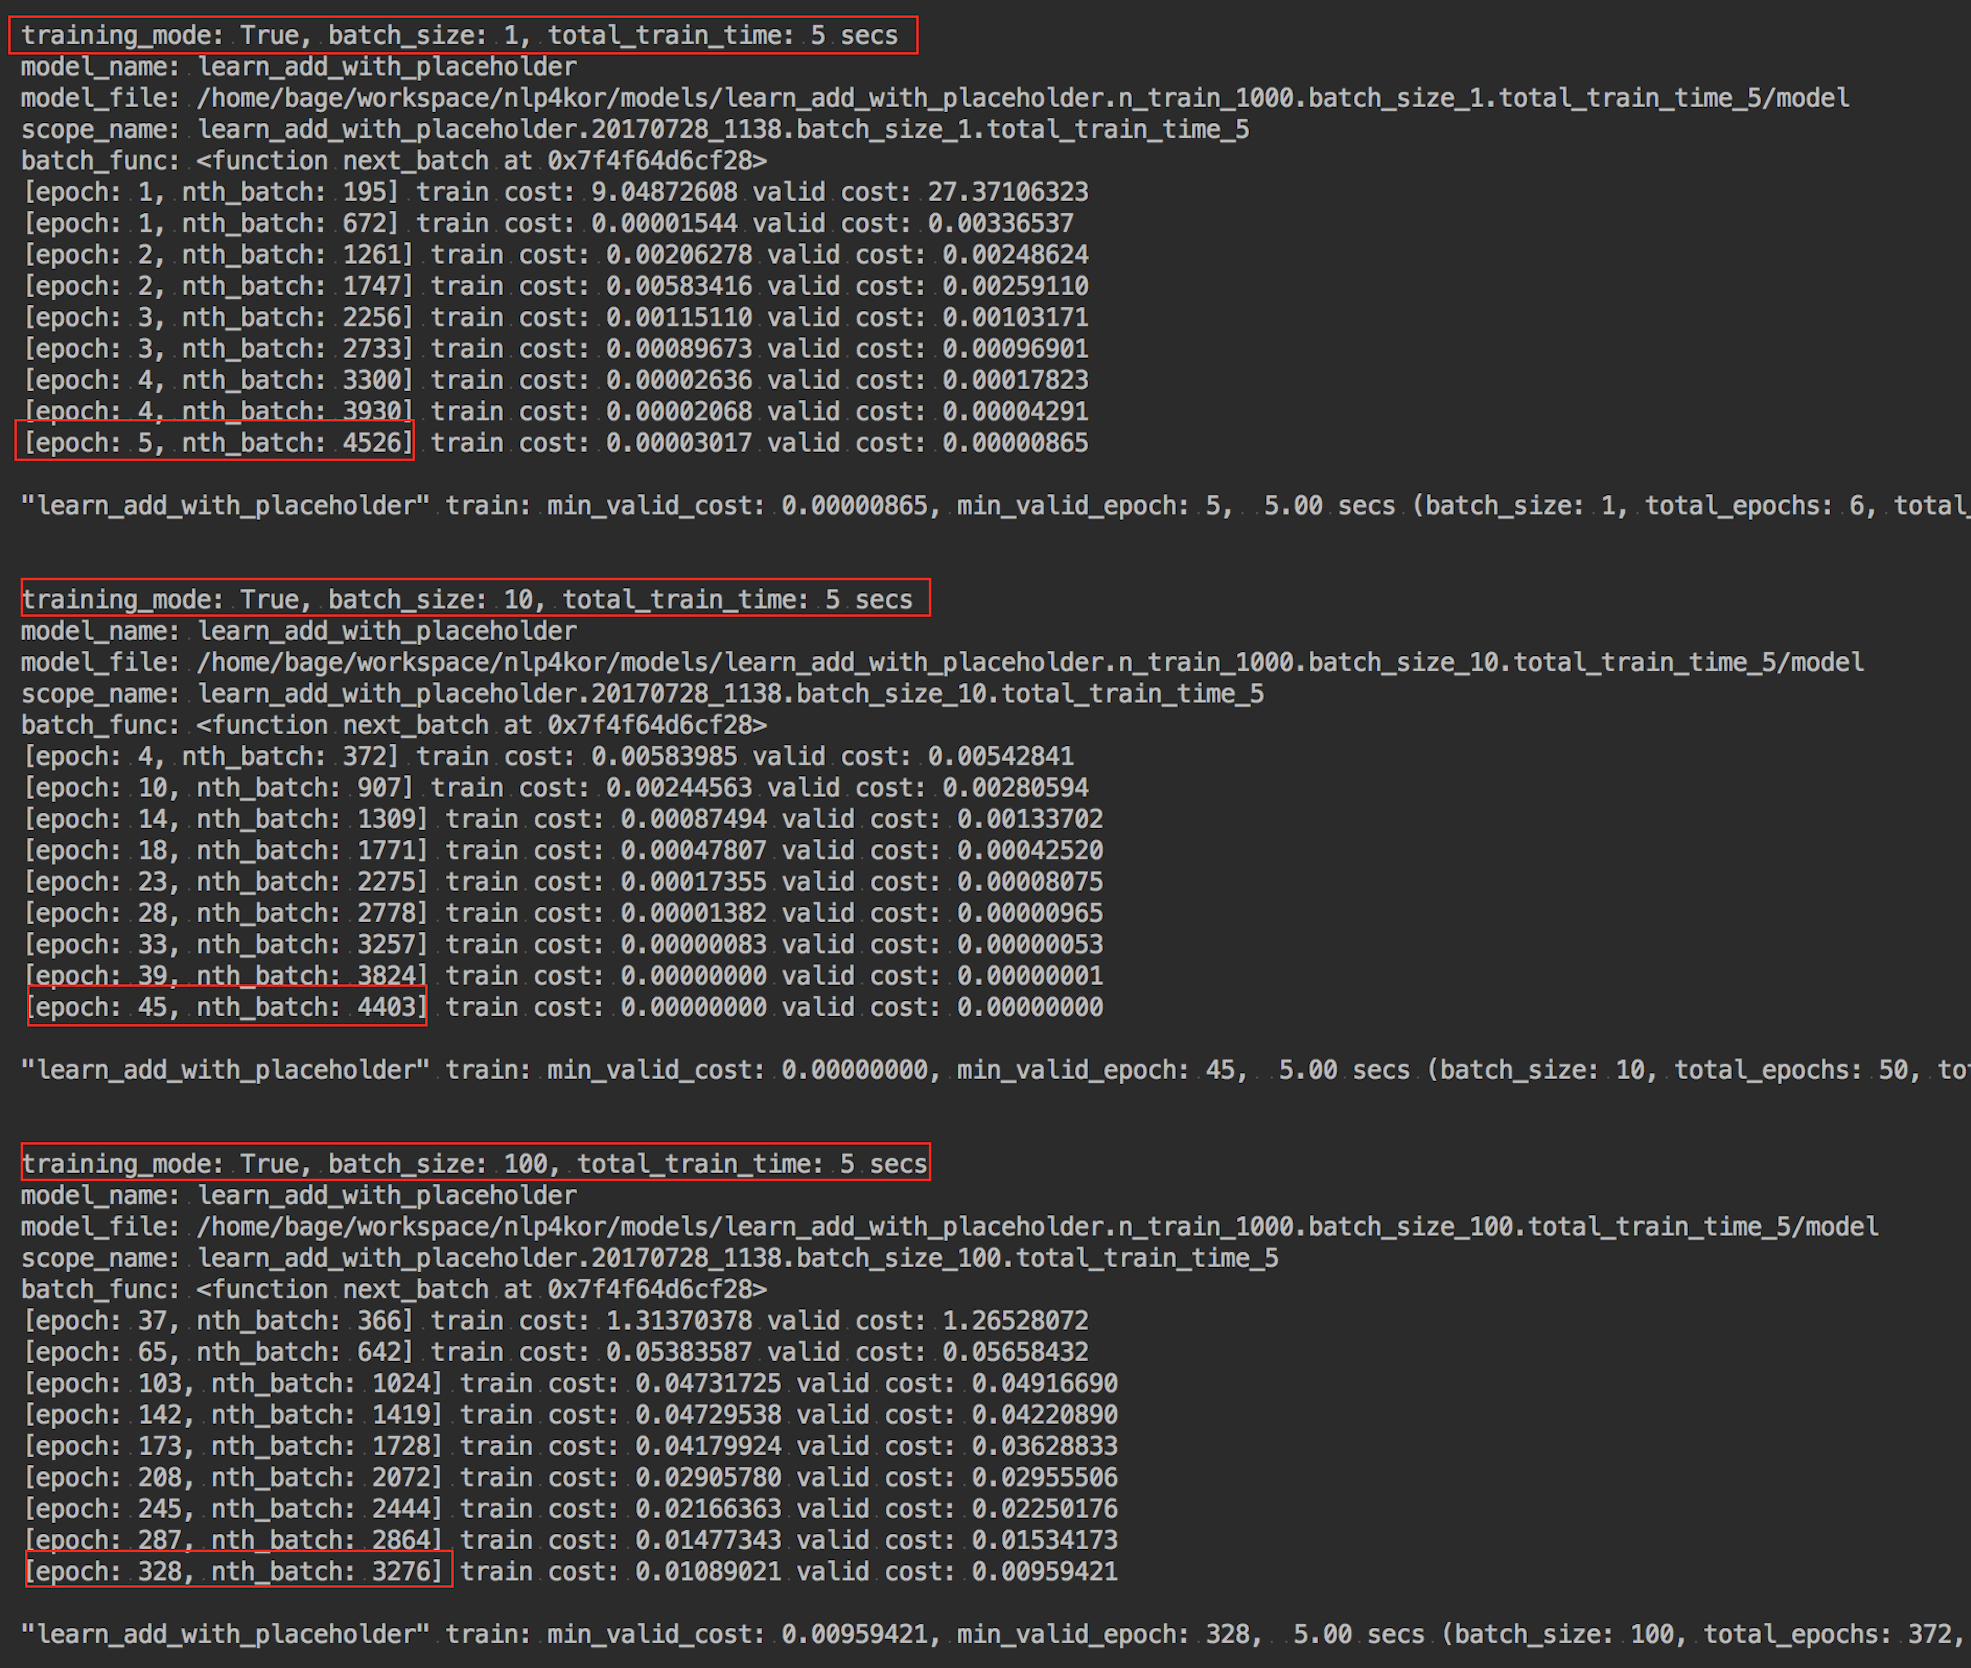 training_mode: True, batch_size: 1, total_train_time: 5 secs
model_name: learn_add_with_placeholder
model_file: /home/bage/workspace/nlp4kor/models/learn_add_with_placeholder.n_train_1000.batch_size_1.total_train_time_5/model
scope_name: learn_add_with_placeholder.20170728_1138.batch_size_1.total_train_time_5
batch_func: <function next_batch at 0x7f4f64d6cf28>
[epoch: 1, nth_batch: 195] train cost: 9.04872608 valid cost: 27.37106323
[epoch: 1, nth_batch: 672] train cost: 0.00001544 valid cost: 0.00336537
[epoch: 2, nth_batch: 1261] train cost: 0.00206278 valid cost: 0.00248624
[epoch: 2, nth_batch: 1747] train cost: 0.00583416 valid cost: 0.00259110
[epoch: 3, nth_batch: 2256] train cost: 0.00115110 valid cost: 0.00103171
[epoch: 3, nth_batch: 2733] train cost: 0.00089673 valid cost: 0.00096901
[epoch: 4, nth_batch: 3300] train cost: 0.00002636 valid cost: 0.00017823
[epoch: 4, nth_batch: 3930] train cost: 0.00002068 valid cost: 0.00004291
[epoch: 5, nth_batch: 4526] train cost: 0.00003017 valid cost: 0.00000865
"learn_add_with_placeholder" train: min_valid_cost: 0.00000865, min_valid_epoch: 5,  5.00 secs (batch_size: 1, total_epochs: 6, total_
training_mode: True, batch_size: 10, total_train_time: 5 secs
model_name: learn_add_with_placeholder
model_file: /home/bage/workspace/nlp4kor/models/learn_add_with_placeholder.n_train_1000.batch_size_10.total_train_time_5/model
scope_name: learn_add_with_placeholder.20170728_1138.batch_size_10.total_train_time_5
batch_func: <function next_batch at 0x7f4f64d6cf28>
[epoch: 4, nth_batch: 372] train cost: 0.00583985 valid cost: 0.00542841
[epoch: 10, nth_batch: 907] train cost: 0.00244563 valid cost: 0.00280594
[epoch: 14, nth_batch: 1309] train cost: 0.00087494 valid cost: 0.00133702
[epoch: 18, nth_batch: 1771] train cost: 0.00047807 valid cost: 0.00042520
[epoch: 23, nth_batch: 2275] train cost: 0.00017355 valid cost: 0.00008075
[epoch: 28, nth_batch: 2778] train cost: 0.00001382 valid cost: 0.00000965
[epoch: 33, nth_batch: 3257] train cost: 0.00000083 valid cost: 0.00000053
[epoch: 39, nth_batch: 3824] train cost: 0.00000000 valid cost: 0.00000001
[epoch: 45, nth_batch: 4403] train cost: 0.00000000 valid cost: 0.00000000
"learn_add_with_placeholder" train: min_valid_cost: 0.00000000, min_valid_epoch: 45,  5.00 secs (batch_size: 10, total_epochs: 50, to
training_mode: True, batch_size: 100, total_train_time: 5 secs
model_name: learn_add_with_placeholder
model_file: /home/bage/workspace/nlp4kor/models/learn_add_with_placeholder.n_train_1000.batch_size_100.total_train_time_5/model
scope_name: learn_add_with_placeholder.20170728_1138.batch_size_100.total_train_time_5
batch_func: <function next_batch at 0x7f4f64d6cf28>
[epoch: 37, nth_batch: 366] train cost: 1.31370378 valid cost: 1.26528072
[epoch: 65, nth_batch: 642] train cost: 0.05383587 valid cost: 0.05658432
[epoch: 103, nth_batch: 1024] train cost: 0.04731725 valid cost: 0.04916690
[epoch: 142, nth_batch: 1419] train cost: 0.04729538 valid cost: 0.04220890
[epoch: 173, nth_batch: 1728] train cost: 0.04179924 valid cost: 0.03628833
[epoch: 208, nth_batch: 2072] train cost: 0.02905780 valid cost: 0.02955506
[epoch: 245, nth_batch: 2444] train cost: 0.02166363 valid cost: 0.02250176
[epoch: 287, nth_batch: 2864] train cost: 0.01477343 valid cost: 0.01534173
[epoch: 328, nth_batch: 3276] train cost: 0.01089021 valid cost: 0.00959421
"learn_add_with_placeholder" train: min_valid_cost: 0.00959421, min_valid_epoch: 328,  5.00 secs (batch_size: 100, total_epochs: 372,